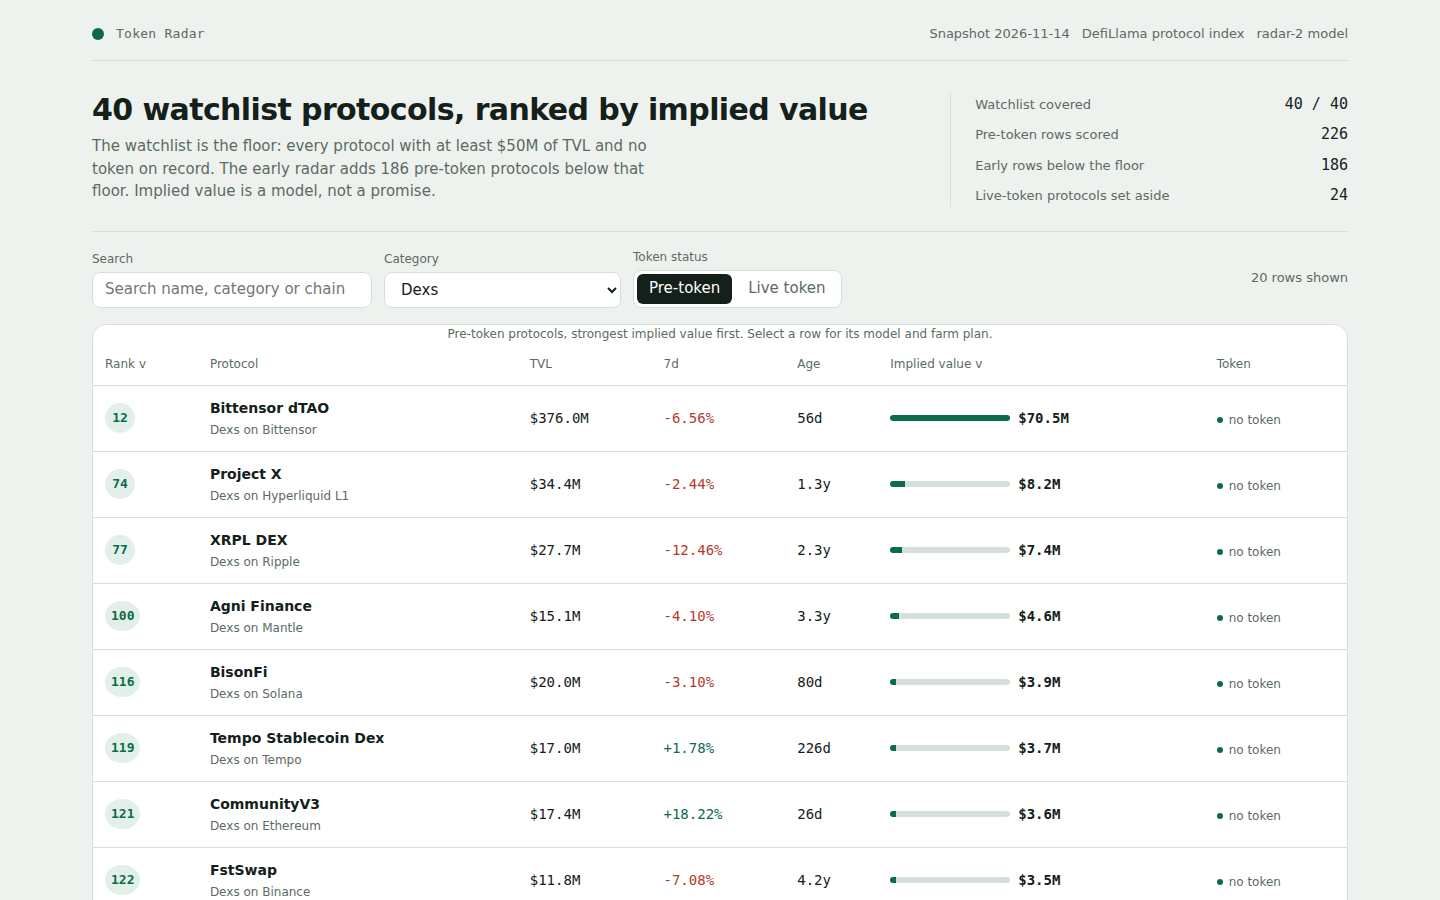 Token Radar
Snapshot 2026-11-14 DefiLlama protocol index radar-2 model
40 watchlist protocols, ranked by implied value
The watchlist is the floor: every protocol with at least $50M of TVL and no
token on record. The early radar adds 186 pre-token protocols below that
floor. Implied value is a model, not a promise.
Watchlist covered 40 / 40
Pre-token rows scored 226
Early rows below the floor 186
Live-token protocols set aside 24
Search
Search name, category or chain
Category
Dexs
Token status
Pre-token Live token
20 rows shown
Pre-token protocols, strongest implied value first. Select a row for its model and farm plan.
Rank v Protocol TVL 7d Age Implied value v Token
12 Bittensor dTAO $376.0M -6.56% 56d $70.5M no token
Dexs on Bittensor
74 Project X $34.4M -2.44% 1.3y $8.2M no token
Dexs on Hyperliquid L1
77 XRPL DEX $27.7M -12.46% 2.3y $7.4M no token
Dexs on Ripple
100 Agni Finance $15.1M -4.10% 3.3y $4.6M no token
Dexs on Mantle
116 BisonFi $20.0M -3.10% 80d $3.9M no token
Dexs on Solana
119 Tempo Stablecoin Dex $17.0M +1.78% 226d $3.7M no token
Dexs on Tempo
121 CommunityV3 $17.4M +18.22% 26d $3.6M no token
Dexs on Ethereum
122 FstSwap $11.8M -7.08% 4.2y $3.5M no token
Dexs on Binance